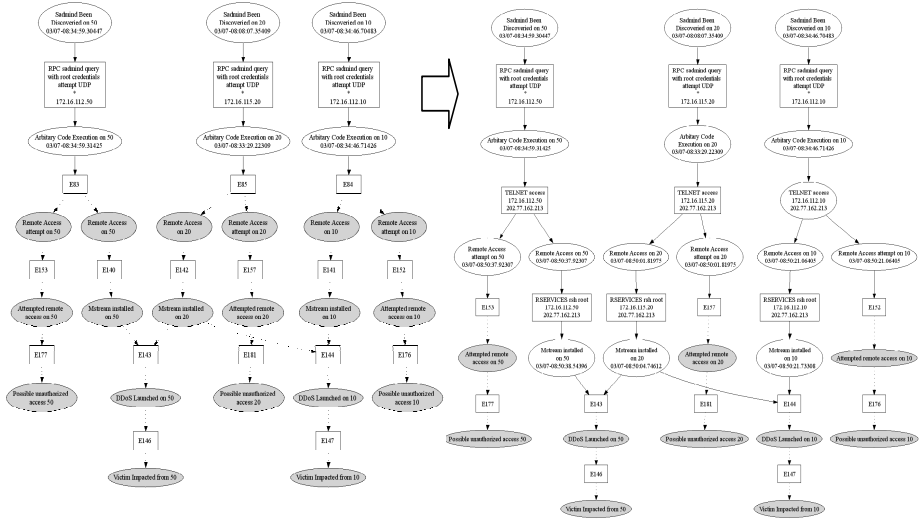 Sadmind Been
Discoveried on 50
03/07-08:34:59.30447
Sadmind Been
Discoveried on 20
03/07-08:08:07.35409
Sadmind Been
Discoveried on 10
03/07-08:34:46.70483
RPC sadmind query
with root credentials
attempt UDP
*
172.16.112.50
RPC sadmind query
with root credentials
attempt UDP
*
172.16.115.20
RPC sadmind query
with root credentials
attempt UDP
*
172.16.112.10
Arbitary Code Execution on 50
03/07-08:34:59.31425
Arbitary Code Execution on 20
03/07-08:33:29.22309
Arbitary Code Execution on 10
03/07-08:34:46.71426
E83
E85
E84
Remote Access
attempt on 50
Remote Access
on 50
Remote Access
on 20
Remote Access
attempt on 20
Remote Access
on 10
Remote Access
attempt on 10
E153
E140
E142
E157
E141
E152
Attempted remote
access on 50
Mstream installed
on 50
Mstream installed
on 20
Attempted remote
access on 20
Mstream installed
on 10
Attempted remote
access on 10
E177
E143
E181
E144
E176
Possible unauthorized
access 50
DDoS Launched on 50
Possible unauthorized
access 20
DDoS Launched on 10
Possible unauthorized
access 10
E146
E147
Victim Impacted from 50
Victim Impacted from 10
Sadmind Been
Discoveried on 50
03/07-08:34:59.30447
Sadmind Been
Discoveried on 20
03/07-08:08:07.35409
Sadmind Been
Discoveried on 10
03/07-08:34:46.70483
RPC sadmind query
with root credentials
attempt UDP
*
172.16.112.50
RPC sadmind query
with root credentials
attempt UDP
*
172.16.115.20
RPC sadmind query
with root credentials
attempt UDP
*
172.16.112.10
Arbitary Code Execution on 50
03/07-08:34:59.31425
Arbitary Code
Execution on 20
03/07-08:33:29.22309
Arbitary Code Execution on 10
03/07-08:34:46.71426
TELNET access
172.16.112.50
202.77.162.213
TELNET access
172.16.115.20
202.77.162.213
TELNET access
172.16.112.10
202.77.162.213
Remote Access
attempt on 50
03/07-08:50:37.92307
Remote Access on 50
03/07-08:50:37.92307
Remote Access on 20
03/07-08:50:01.81975
Remote Access
attempt on 20
03/07-08:50:01.81975
Remote Access on 10
03/07-08:50:21.06405
Remote Access attempt on 10
03/07-08:50:21.06405
E153
RSERVICES rsh root
172.16.112.50
202.77.162.213
RSERVICES rsh root
172.16.115.20
202.77.162.213
E157
RSERVICES rsh root
172.16.112.10
202.77.162.213
E152
Attempted remote
access on 50
Mstream installed
on 50
03/07-08:50:38.54396
Mstream installed
on 20
03/07-08:50:04.74612
Attempted remote
access on 20
Mstream installed
on 10
03/07-08:50:21.73308
Attempted remote access on 10
E177
E143
E181
E144
E176
Possible unauthorized access 50
DDoS Launched on 50
Possible unauthorized access 20
DDoS Launched on 10
Possible unauthorized access 10
E146
E147
Victim Impacted from 50
Victim Impacted from 10